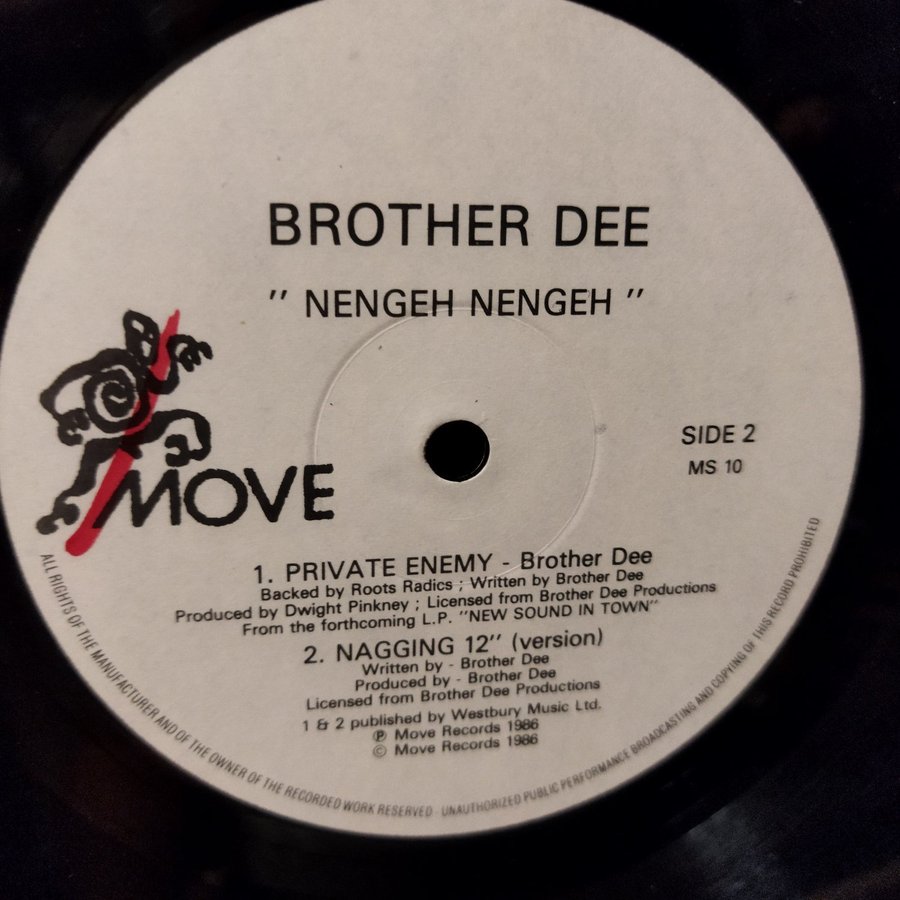 BROTHER DEE
" NENGEH NENGEH "
SIDE 2
MS 10
MOVE
1. PRIVATE ENEMY - Brother Dee
Backed by Roots Radics ; Written by Brother Dee
Produced by Dwight Pinkney ; Licensed from Brother Dee Productions
From the forthcoming L.P. "NEW SOUND IN TOWN"
2. NAGGING 12" (version)
Written by - Brother Dee
Produced by - Brother Dee
Licensed from Brother Dee Productions
1 & 2 published by Westbury Music Ltd.
℗ Move Records 1986
© Move Records 1986
ALL RIGHTS OF THE MANUFACTURER AND OF THE OWNER OF THE RECORDED WORK RESERVED - UNAUTHORIZED PUBLIC PERFORMANCE BROADCASTING AND COPYING OF THIS RECORD PROHIBITED